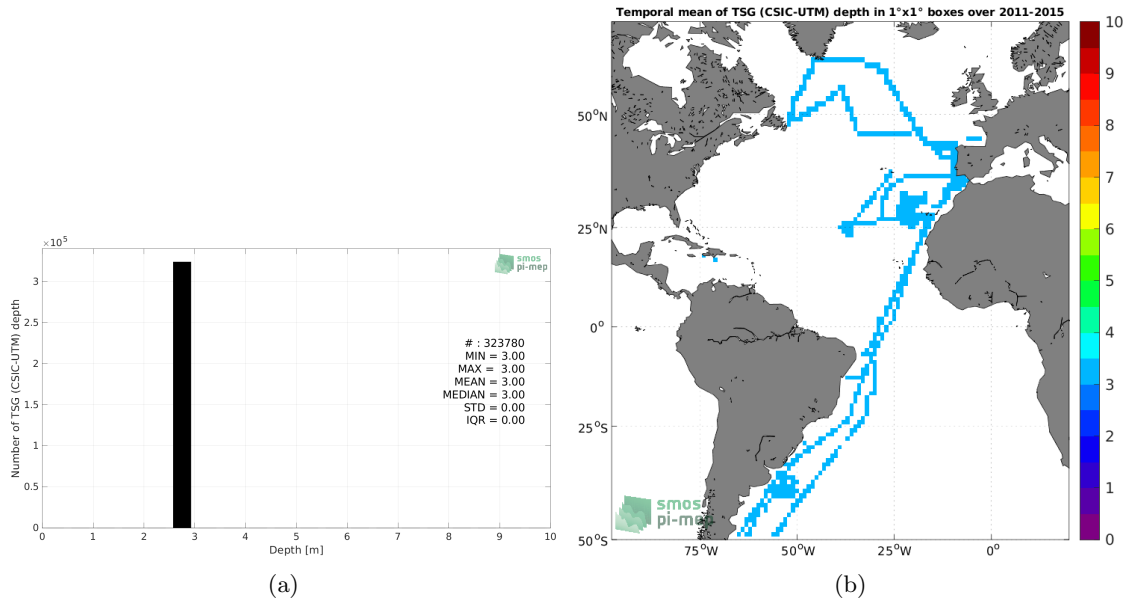 ×10^5
3
2.5
2
1.5
1
0.5
0
Number of TSG (CSIC-UTM) depth
smos
pi-mep
# : 323780
MIN = 3.00
MAX = 3.00
MEAN = 3.00
MEDIAN = 3.00
STD = 0.00
IQR = 0.00
0 1 2 3 4 5 6 7 8 9 10
Depth [m]
(a)
Temporal mean of TSG (CSIC-UTM) depth in 1°x1° boxes over 2011-2015
50°N
25°N
0°
25°S
50°S
75°W 50°W 25°W 0°
smos
pi-mep
10
9
8
7
6
5
4
3
2
1
0
(b)